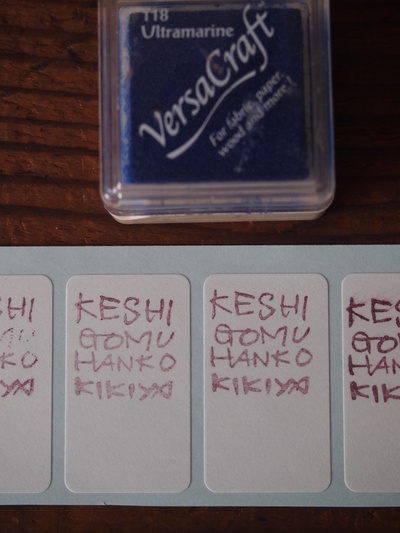 118
Ultramarine
VersaCraft
For fabric, paper,
wood and more!
KESHI
GOMU
HANKO
KIKIYA
KESHI
GOMU
HANKO
KIKIYA